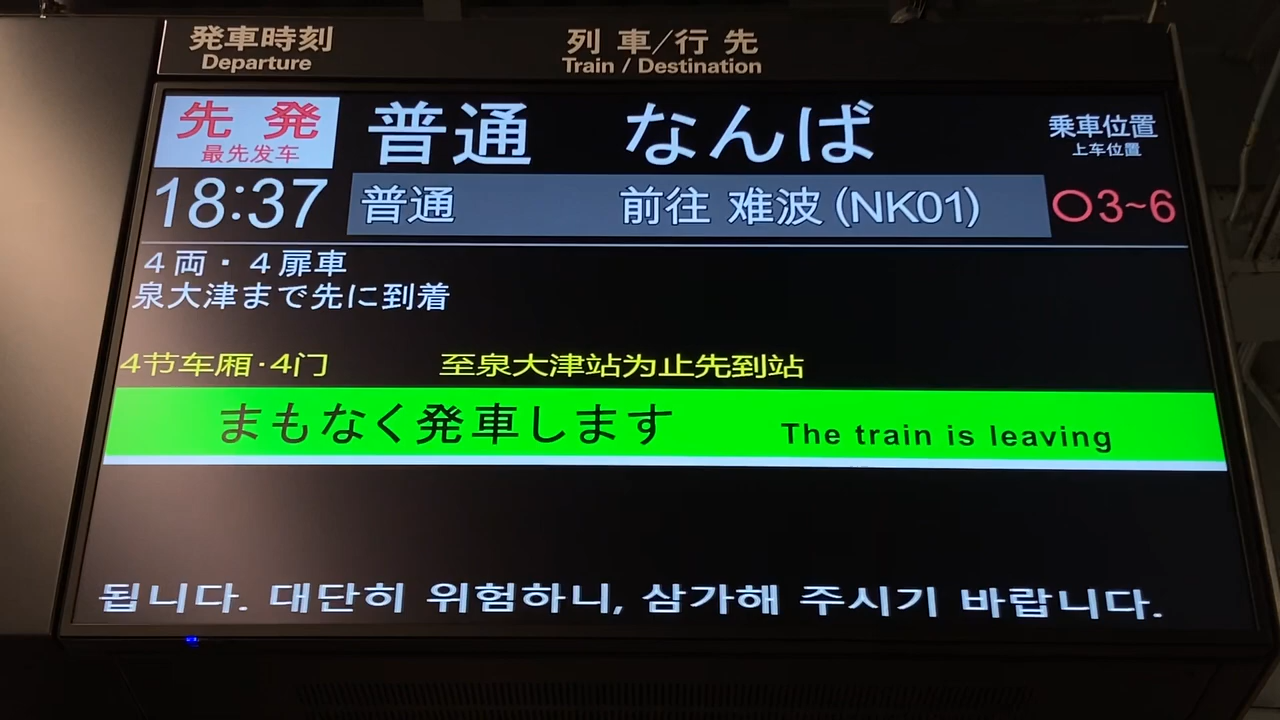 発車時刻 列車/行先
Departure Train / Destination
先発 普通 なんば 乗車位置
最先发车 上车位置
18:37 普通 前往 难波 (NK01) 〇3~6
4両・4扉車
泉大津まで先に到着
4节车厢·4门 至泉大津站为止先到站
まもなく発車します The train is leaving
됩니다. 대단히 위험하니, 삼가해 주시기 바랍니다.